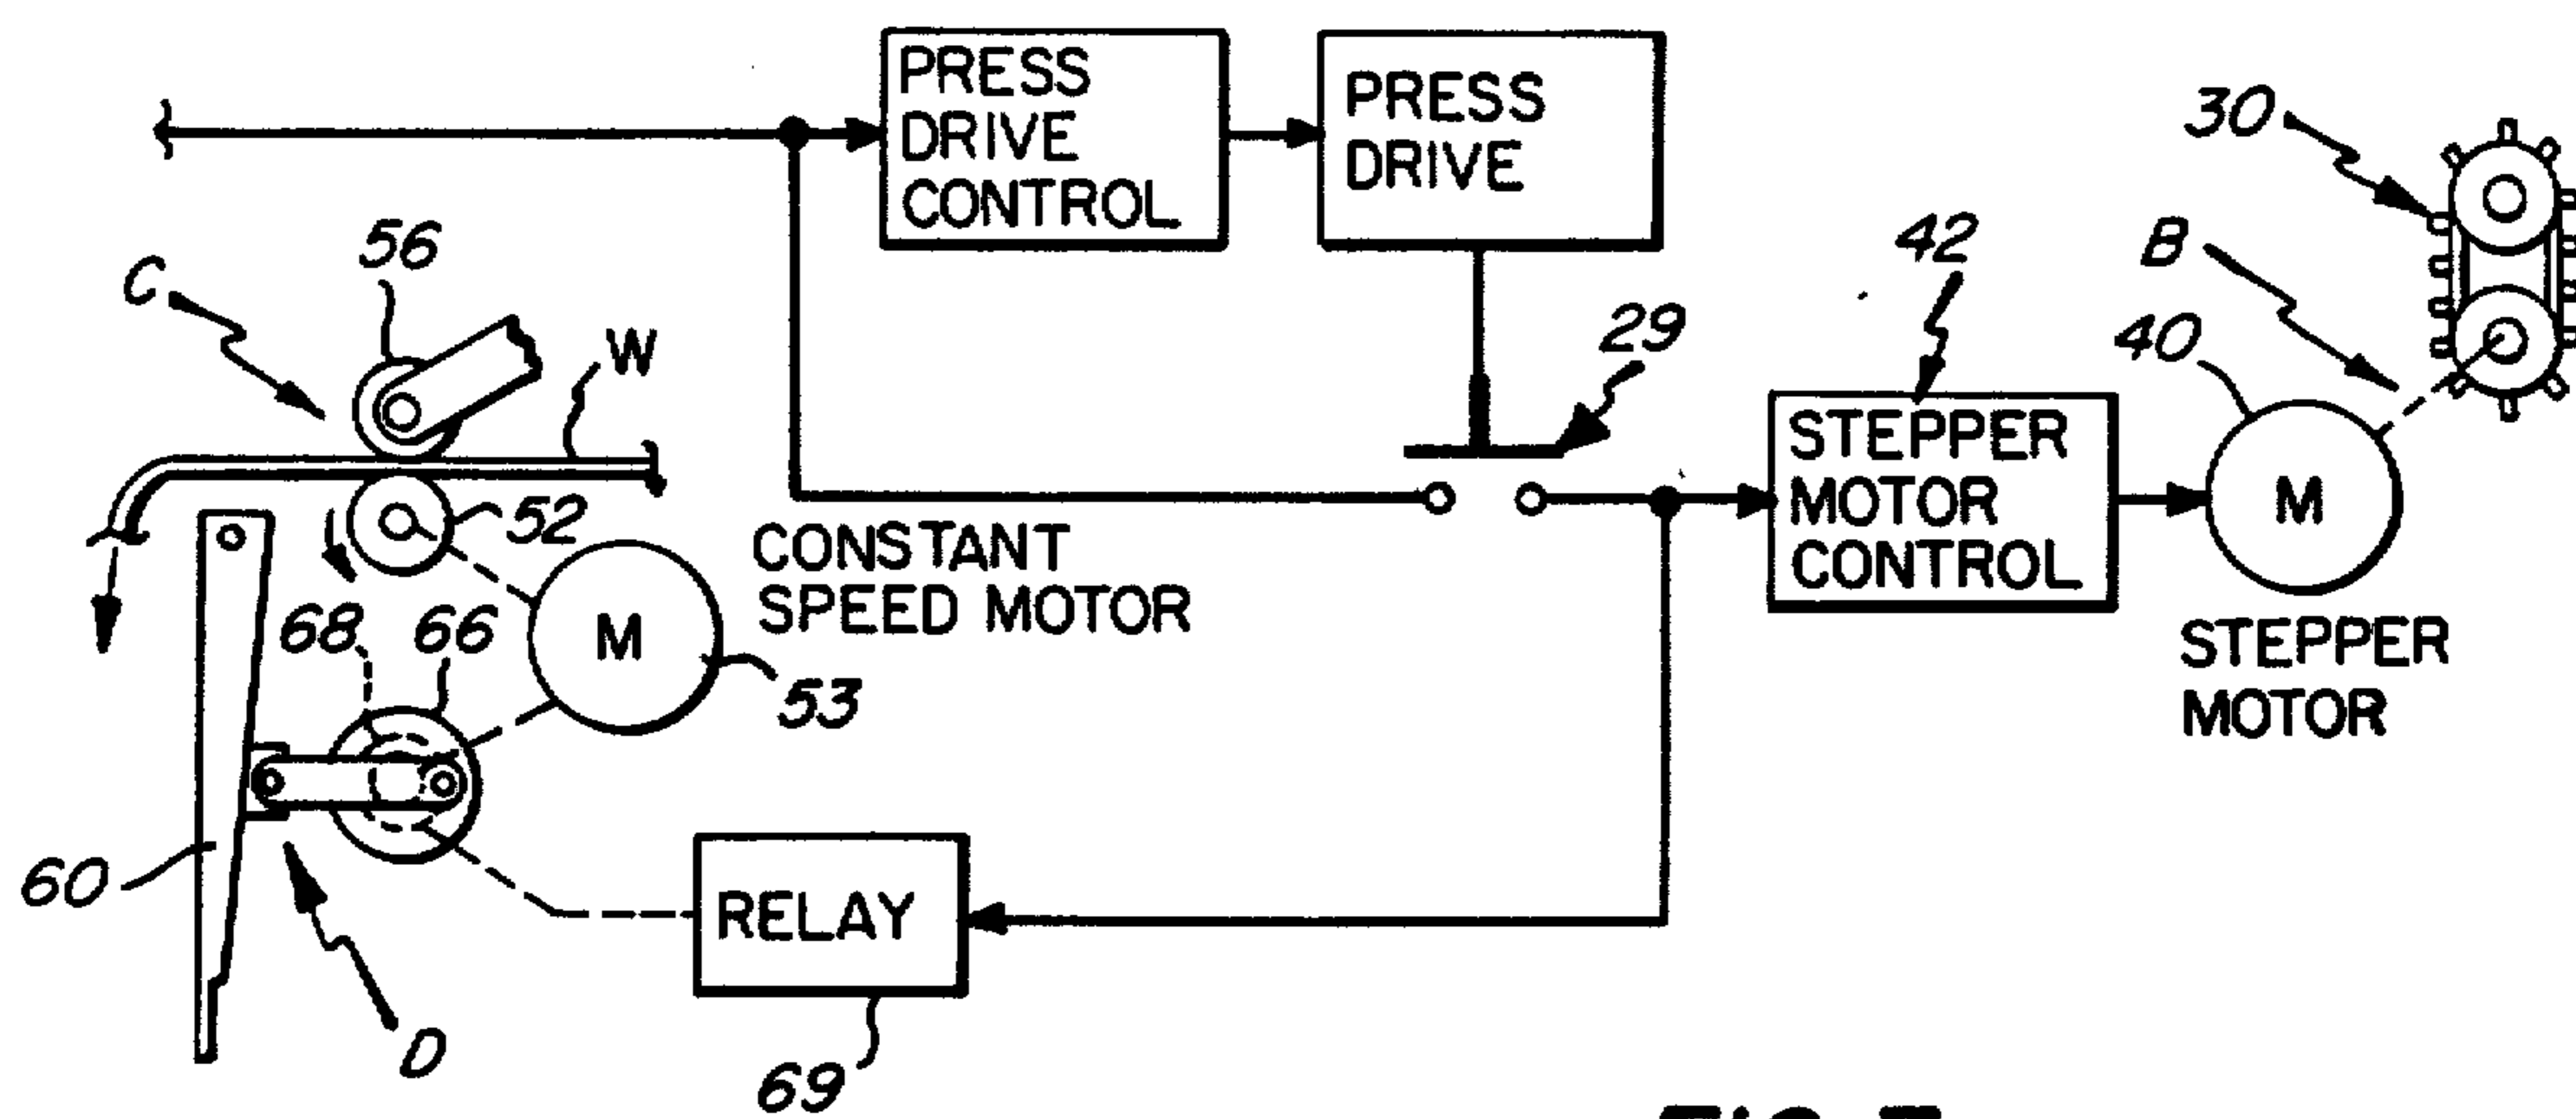 PRESS
DRIVE
CONTROL
PRESS
DRIVE
30
B
42
40
56
C
W
29
STEPPER
MOTOR
CONTROL
M
STEPPER
MOTOR
52
CONSTANT
SPEED MOTOR
M
53
68
66
60
RELAY
D
69